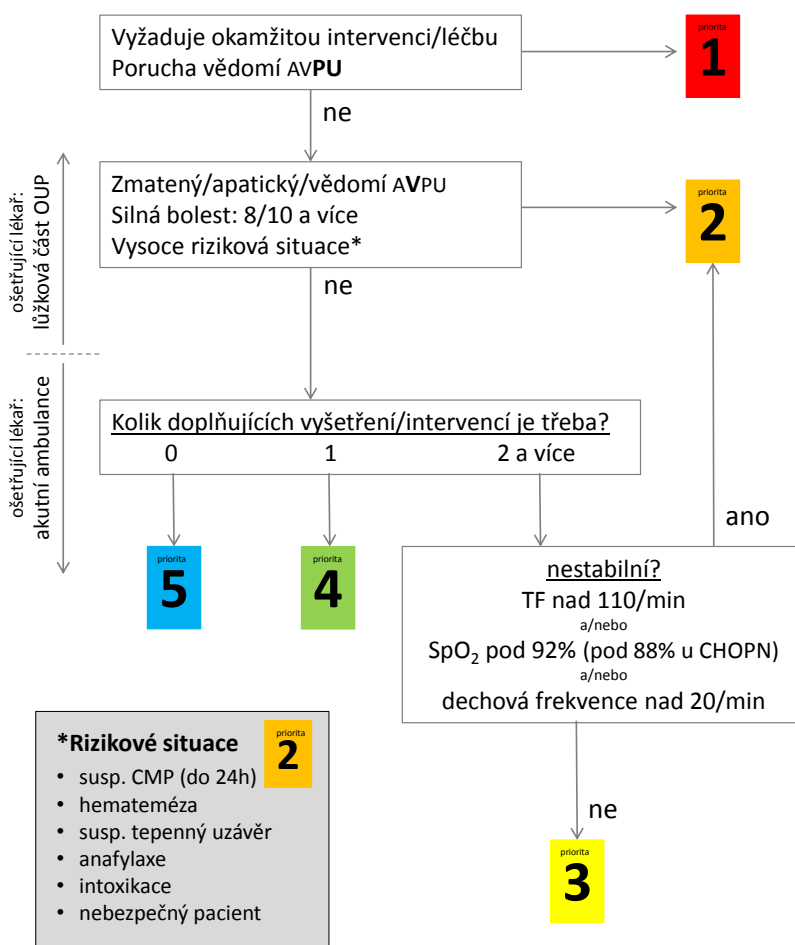 Vyžaduje okamžitou intervenci/léčbu
Porucha vědomí AVPU
priorita
1
ne
ošetřující lékař:
lůžková část OUP
Zmatený/apatický/vědomí AVPU
Silná bolest: 8/10 a více
Vysoce riziková situace*
priorita
2
ne
ošetřující lékař:
akutní ambulance
Kolik doplňujících vyšetření/intervencí je třeba?
0 1 2 a více
ano
priorita
5
priorita
4
nestabilní?
TF nad 110/min
a/nebo
SpO₂ pod 92% (pod 88% u CHOPN)
a/nebo
dechová frekvence nad 20/min
ne
priorita
3
*Rizikové situace
priorita
2
• susp. CMP (do 24h)
• hemateméza
• susp. tepenný uzávěr
• anafylaxe
• intoxikace
• nebezpečný pacient